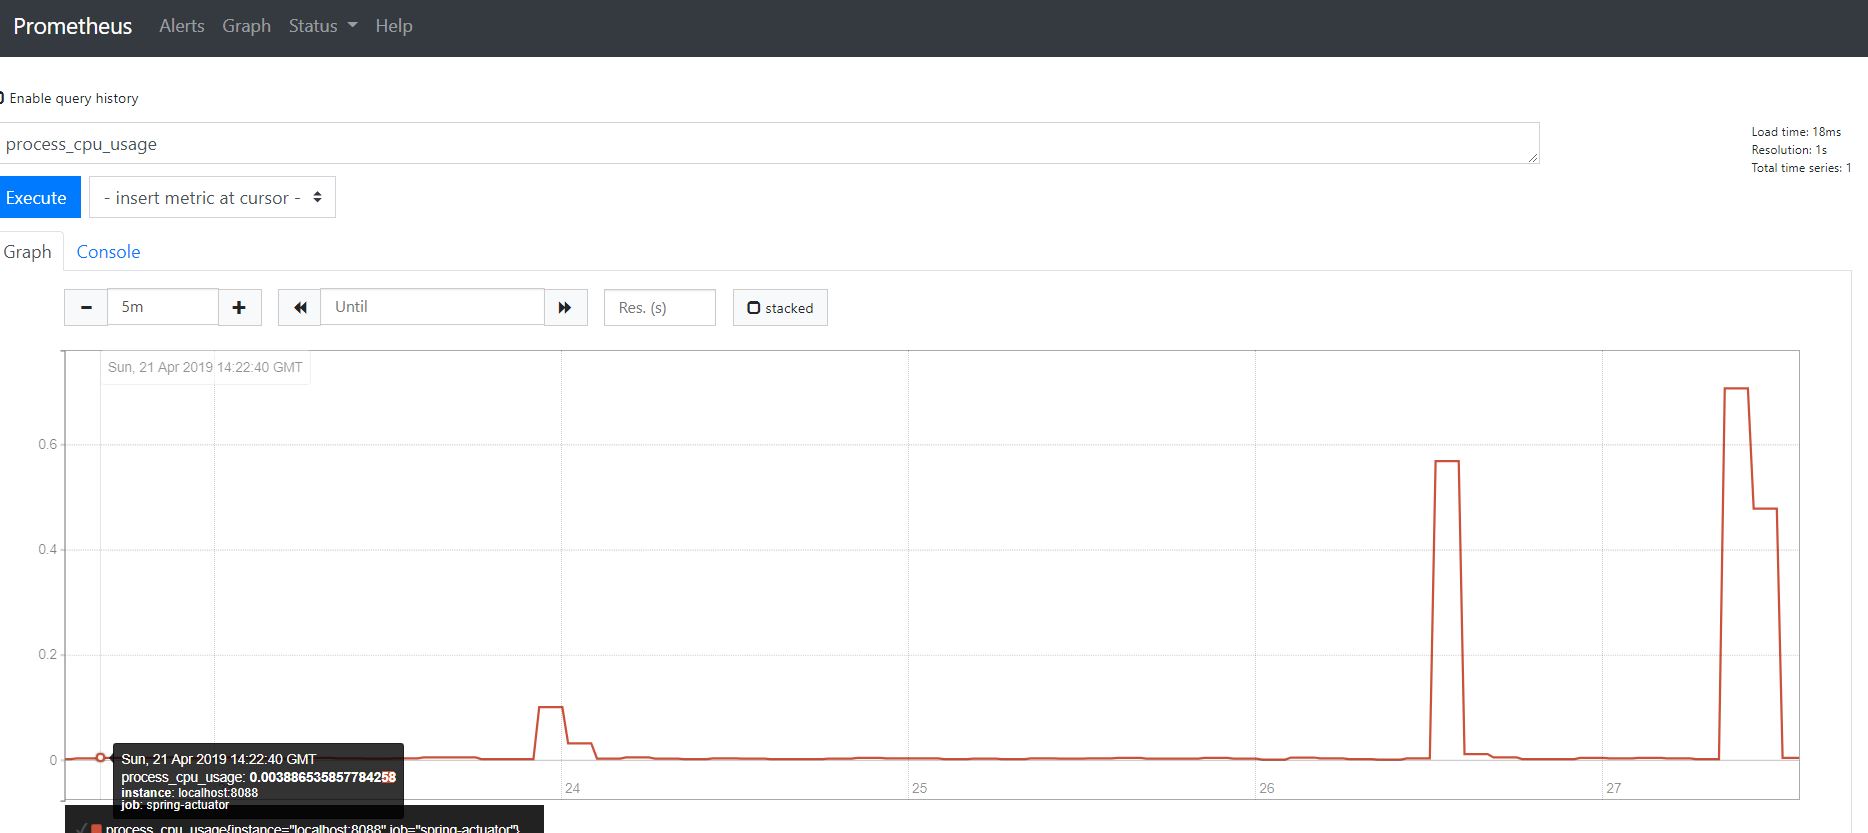 Prometheus Alerts Graph Status Help
Enable query history
process_cpu_usage
Load time: 18ms
Resolution: 1s
Total time series: 1
Execute - insert metric at cursor -
Graph Console
5m Until Res. (s) stacked
Sun, 21 Apr 2019 14:22:40 GMT
0.6
0.4
0.2
0
Sun, 21 Apr 2019 14:22:40 GMT
process_cpu_usage: 0.003886535857784258
instance: localhost:8088
job: spring-actuator
24 25 26 27
process_cpu_usage{instance="localhost:8088",job="spring-actuator"}